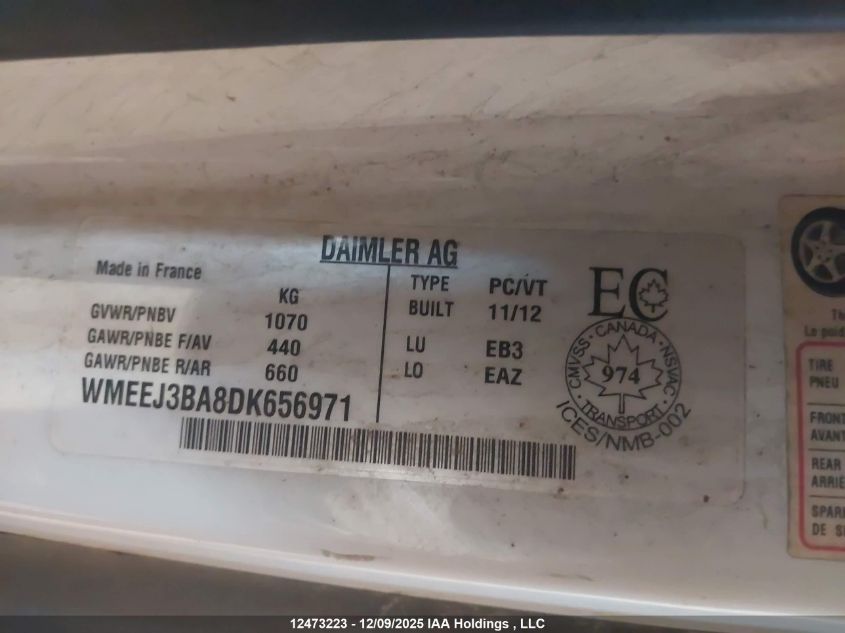 DAIMLER AG
Made in France
KG
GVWR/PNBV 1070
GAWR/PNBE F/AV 440
GAWR/PNBE R/AR 660
WMEEJ3BA8DK656971
TYPE PC/VT
BUILT 11/12
LU EB3
LO EAZ
EC
CMVSS · CANADA · NSVAC
974
TRANSPORT
ICES/NMB-002
TIRE
PNEU
FRONT
AVANT
REAR
12473223 - 12/09/2025 IAA Holdings , LLC